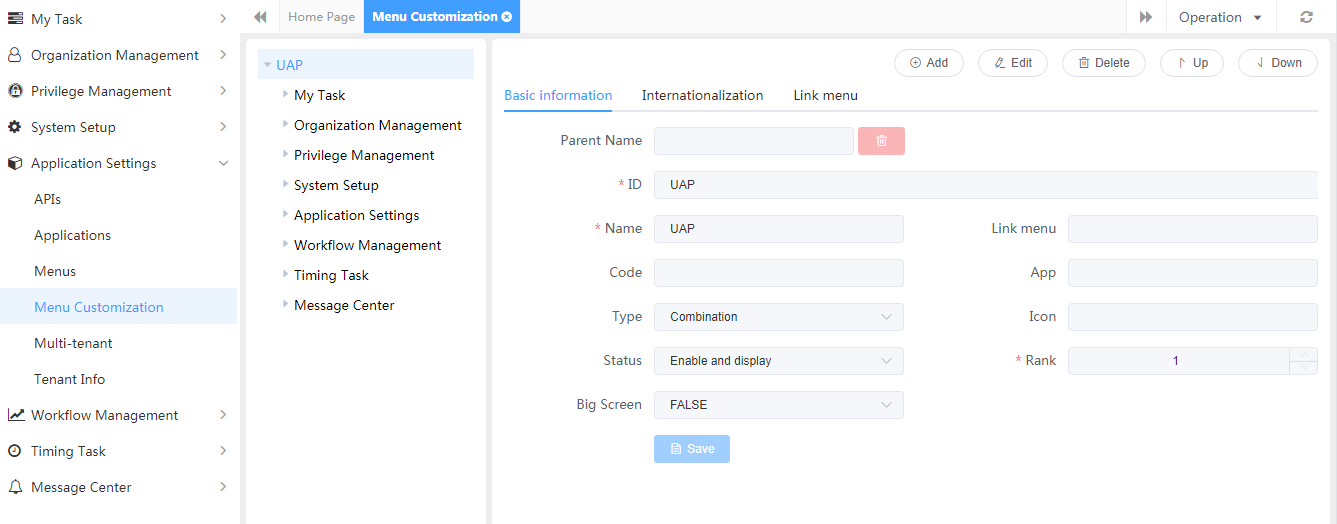 My Task
Organization Management
Privilege Management
System Setup
Application Settings
APIs
Applications
Menus
Menu Customization
Multi-tenant
Tenant Info
Workflow Management
Timing Task
Message Center
Home Page
Menu Customization
Operation
UAP
My Task
Organization Management
Privilege Management
System Setup
Application Settings
Workflow Management
Timing Task
Message Center
Add
Edit
Delete
Up
Down
Basic information
Internationalization
Link menu
Parent Name
* ID
UAP
* Name
UAP
Link menu
Code
App
Type
Combination
Icon
Status
Enable and display
* Rank
1
Big Screen
FALSE
Save